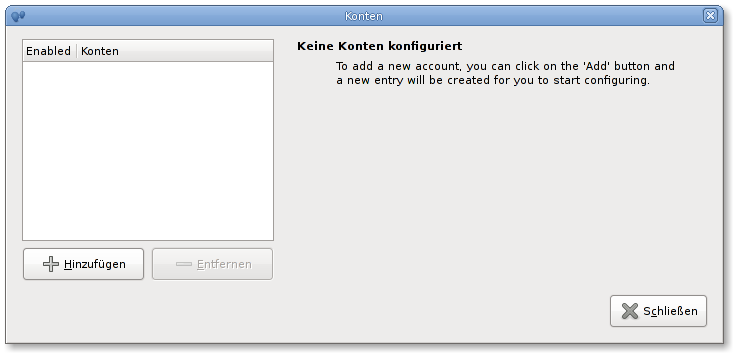 Konten
Enabled Konten
Keine Konten konfiguriert
To add a new account, you can click on the 'Add' button and
a new entry will be created for you to start configuring.
Hinzufügen
Entfernen
Schließen